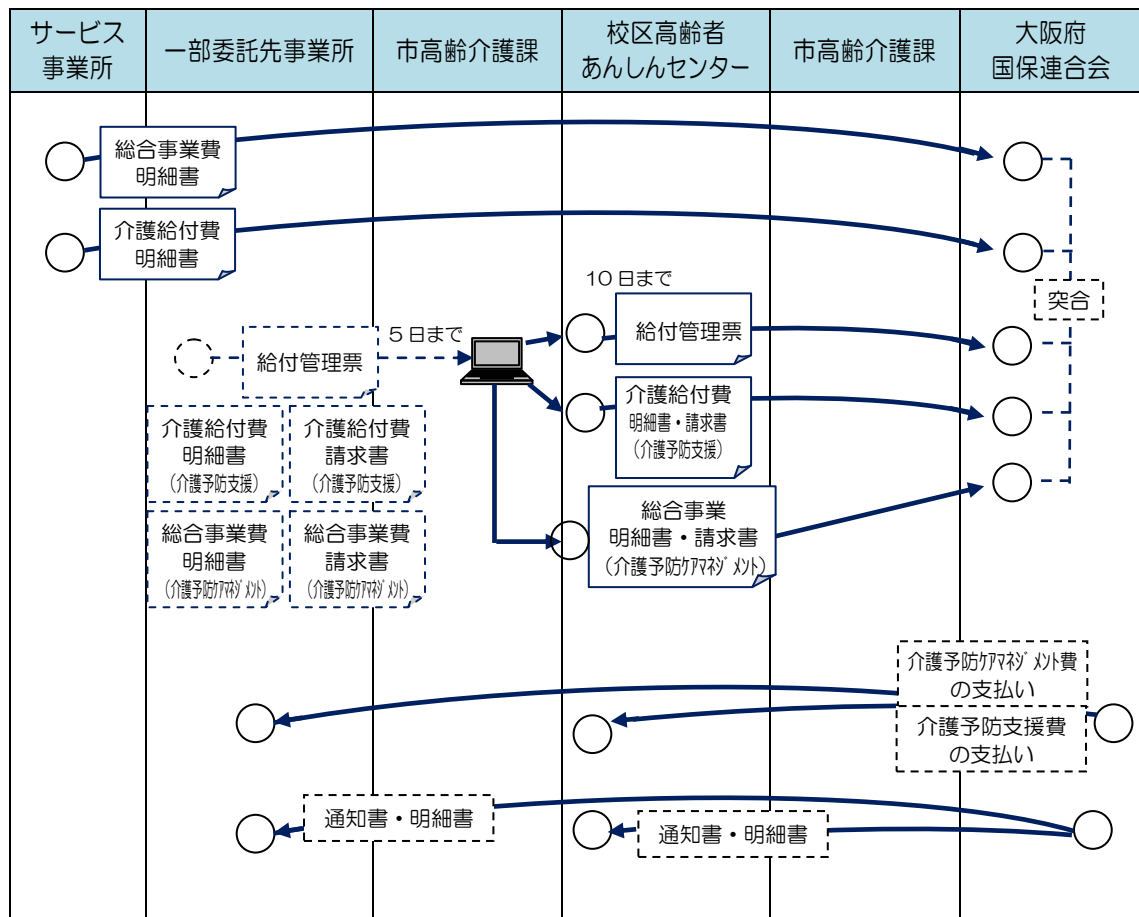 サービス
事業所
一部委託先事業所
市高齢介護課
校区高齢者
あんしんセンター
市高齢介護課
大阪府
国保連合会
総合事業費
明細書
介護給付費
明細書
突合
10日まで
給付管理票
5日まで
給付管理票
介護給付費
明細書・請求書
(介護予防支援)
介護給付費
明細書
(介護予防支援)
介護給付費
請求書
(介護予防支援)
総合事業
明細書・請求書
(介護予防ｹｱﾏﾈｼﾞﾒﾝﾄ)
総合事業費
明細書
(介護予防ｹｱﾏﾈｼﾞﾒﾝﾄ)
総合事業費
請求書
(介護予防ｹｱﾏﾈｼﾞﾒﾝﾄ)
介護予防ｹｱﾏﾈｼﾞﾒﾝﾄ費
の支払い
介護予防支援費
の支払い
通知書・明細書
通知書・明細書